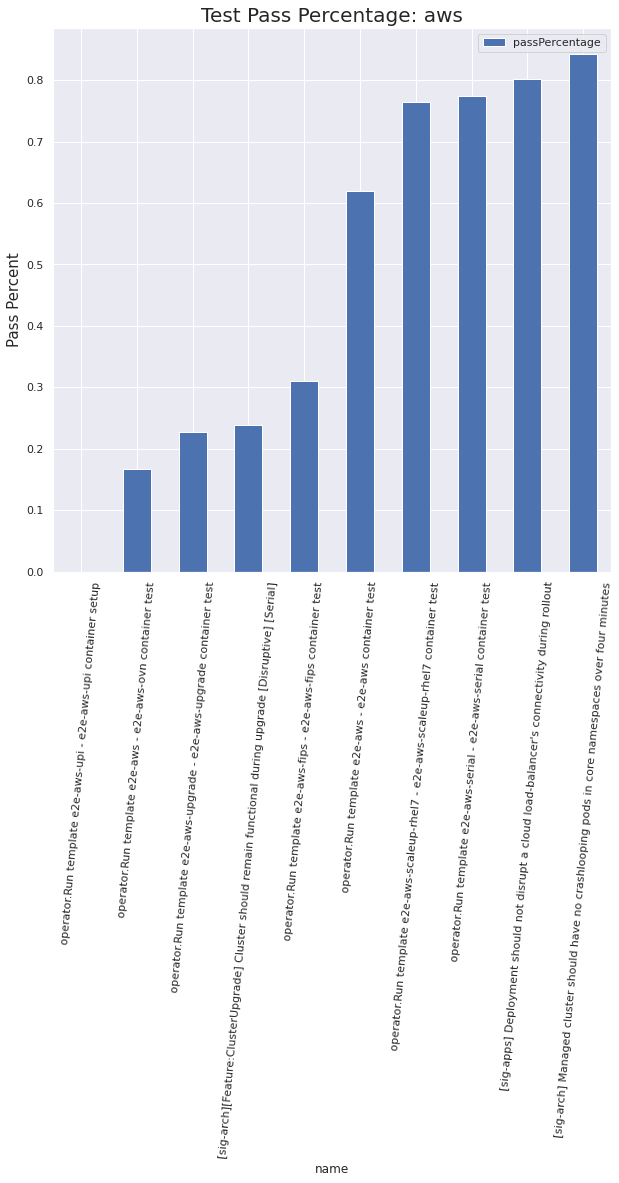 Test Pass Percentage: aws
passPercentage
Pass Percent
0.8
0.7
0.6
0.5
0.4
0.3
0.2
0.1
0.0
operator.Run template e2e-aws-upi - e2e-aws-upi container setup
operator.Run template e2e-aws - e2e-aws-ovn container test
operator.Run template e2e-aws-upgrade - e2e-aws-upgrade container test
[sig-arch][Feature:ClusterUpgrade] Cluster should remain functional during upgrade [Disruptive] [Serial]
operator.Run template e2e-aws-fips - e2e-aws-fips container test
operator.Run template e2e-aws - e2e-aws container test
operator.Run template e2e-aws-scaleup-rhel7 - e2e-aws-scaleup-rhel7 container test
operator.Run template e2e-aws-serial - e2e-aws-serial container test
[sig-apps] Deployment should not disrupt a cloud load-balancer's connectivity during rollout
[sig-arch] Managed cluster should have no crashlooping pods in core namespaces over four minutes
name